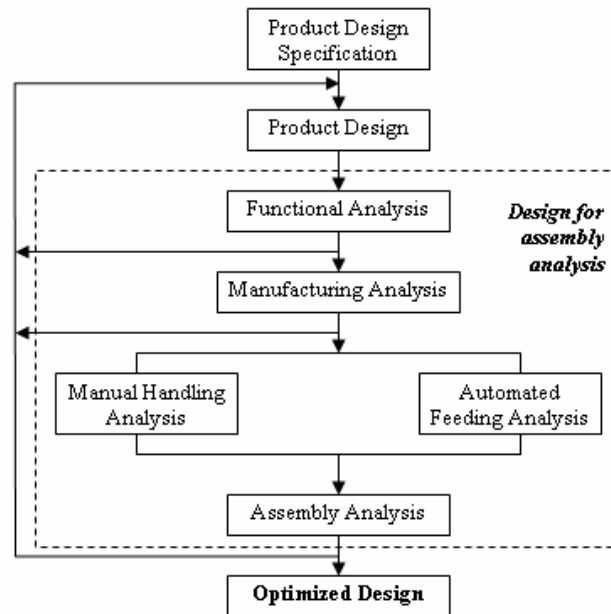 Product Design
Specification
Product Design
Functional Analysis
Design for
assembly
analysis
Manufacturing Analysis
Manual Handling
Analysis
Automated
Feeding Analysis
Assembly Analysis
Optimized Design